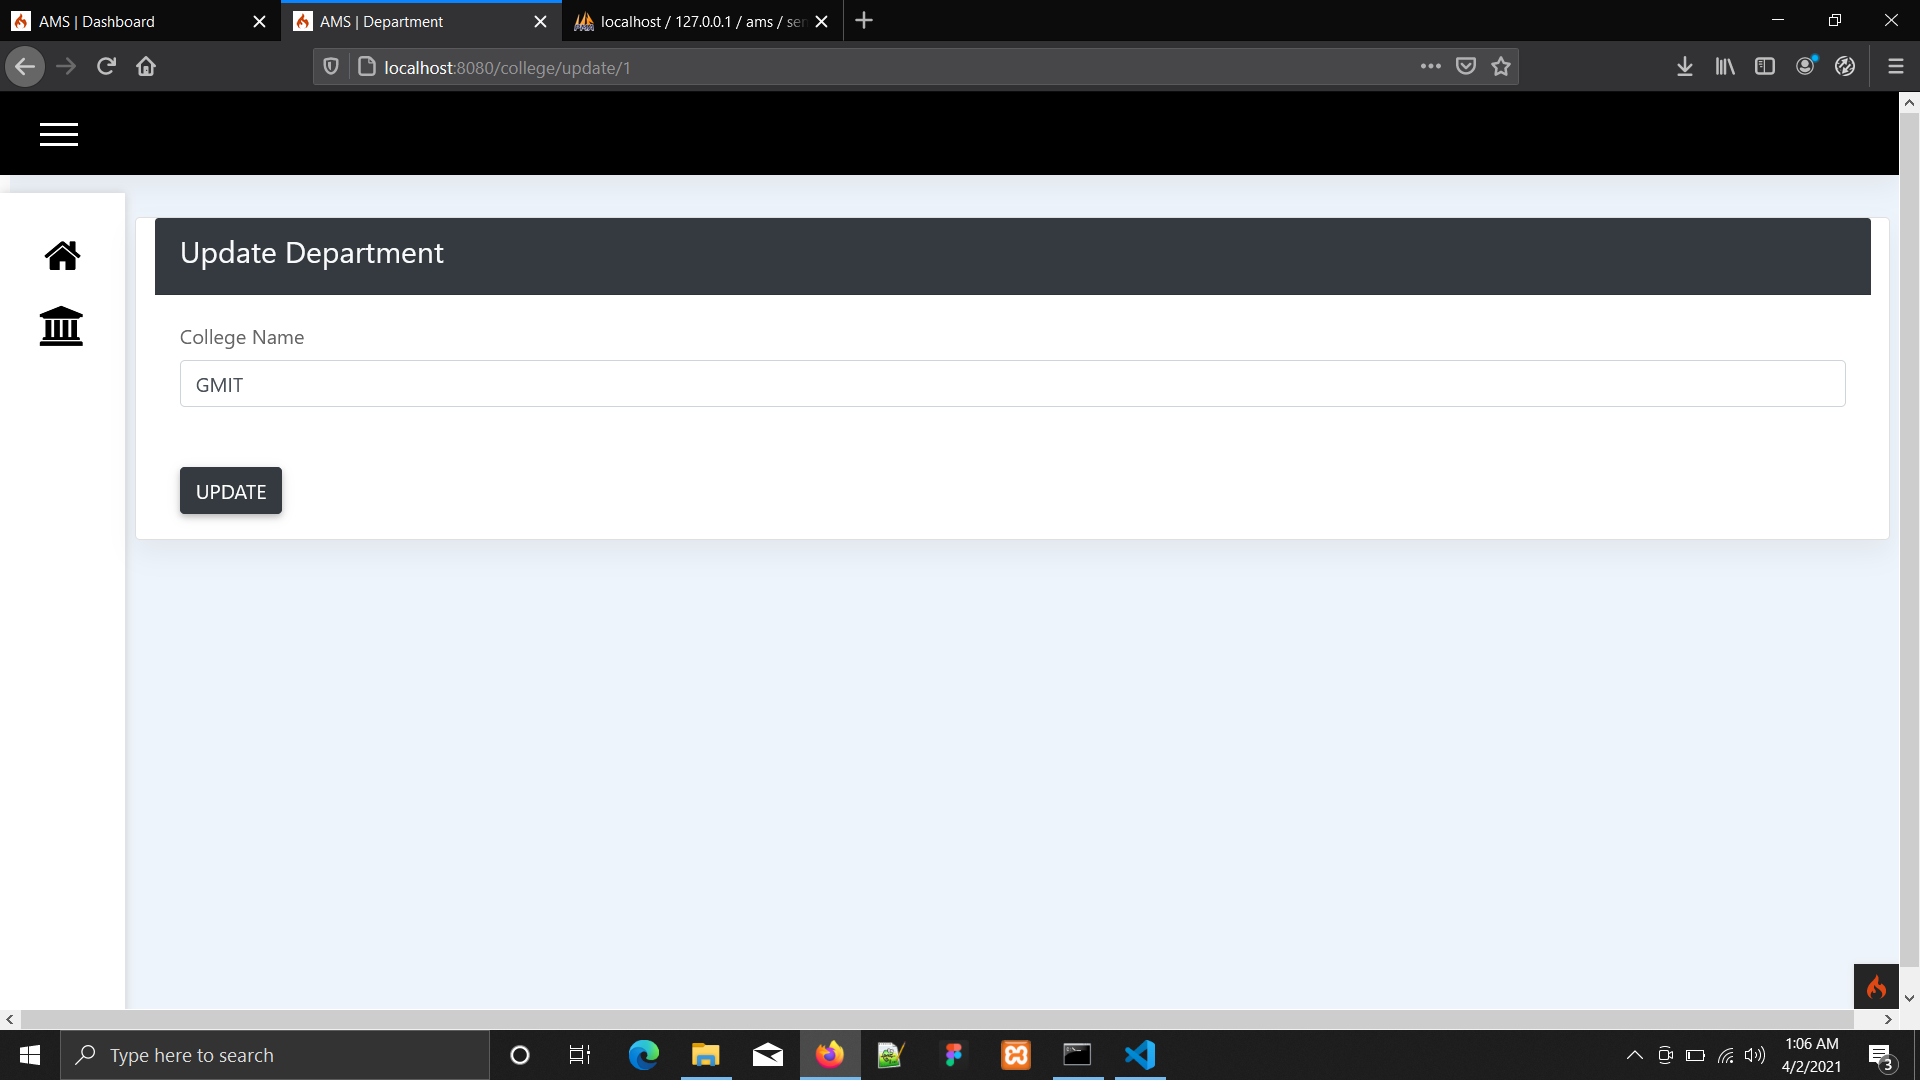 AMS | Dashboard
AMS | Department
localhost / 127.0.0.1 / ams / ser
localhost:8080/college/update/1
Update Department
College Name
GMIT
UPDATE
Type here to search
1:06 AM
4/2/2021
3